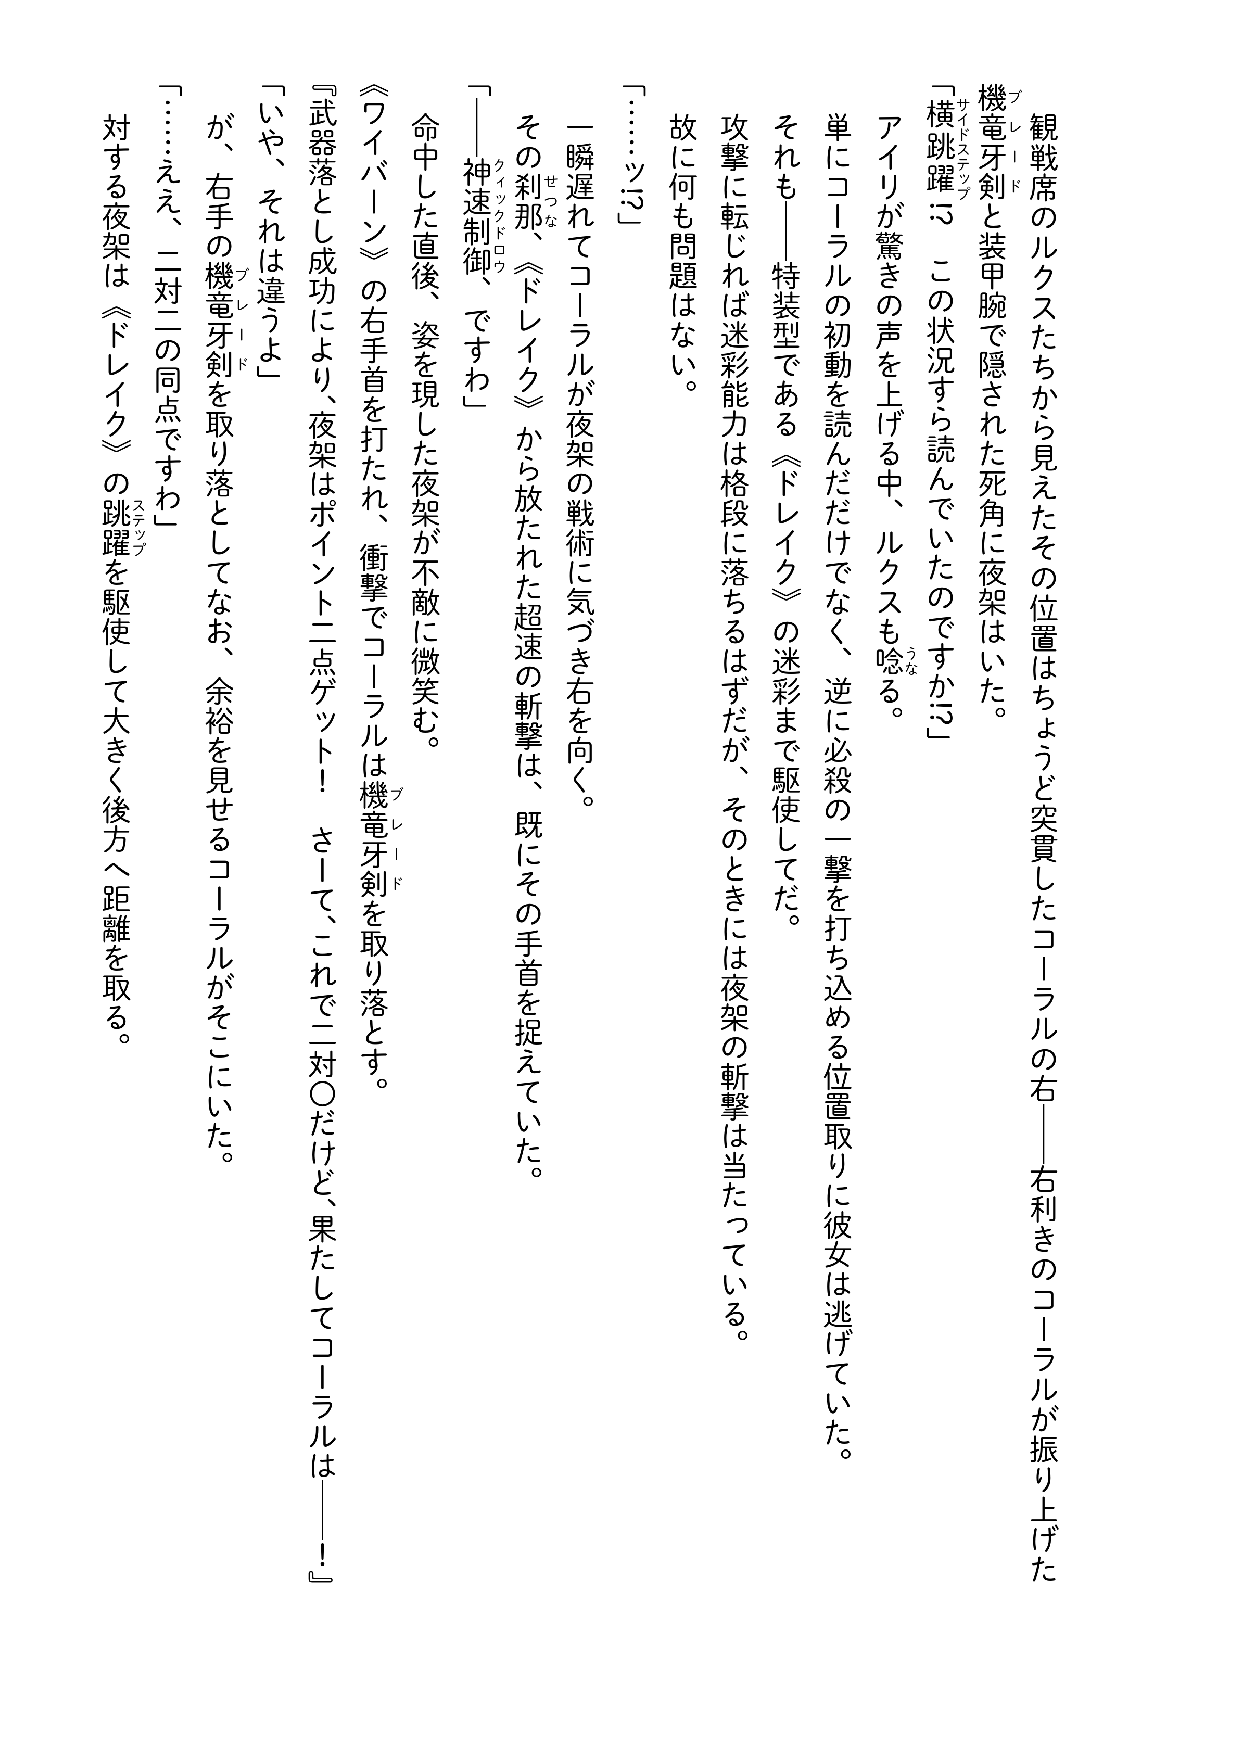 観戦席のルクスたちから見えたその位置はちょうど突貫したコーラルの右――右利きのコーラルが振り上げた
機竜牙剣と装甲腕で隠された死角に夜架はいた。
「横跳躍!?　この状況すら読んでいたのですか!?」
　アイリが驚きの声を上げる中、ルクスも唸る。
　単にコーラルの初動を読んだだけでなく、逆に必殺の一撃を打ち込める位置取りに彼女は逃げていた。
　それも――特装型である《ドレイク》の迷彩まで駆使してだ。
　攻撃に転じれば迷彩能力は格段に落ちるはずだが、そのときには夜架の斬撃は当たっている。
　故に何も問題はない。
「……ッ!?」
　一瞬遅れてコーラルが夜架の戦術に気づき右を向く。
　その刹那、《ドレイク》から放たれた超速の斬撃は、既にその手首を捉えていた。
「――神速制御、ですわ」
　命中した直後、姿を現した夜架が不敵に微笑む。
《ワイバーン》の右手首を打たれ、衝撃でコーラルは機竜牙剣を取り落とす。
『武器落とし成功により、夜架はポイント二点ゲット！　さーて、これで二対〇だけど、果たしてコーラルは――！』
「いや、それは違うよ」
　が、右手の機竜牙剣を取り落としてなお、余裕を見せるコーラルがそこにいた。
「……ええ、二対二の同点ですわ」
　対する夜架は《ドレイク》の跳躍を駆使して大きく後方へ距離を取る。